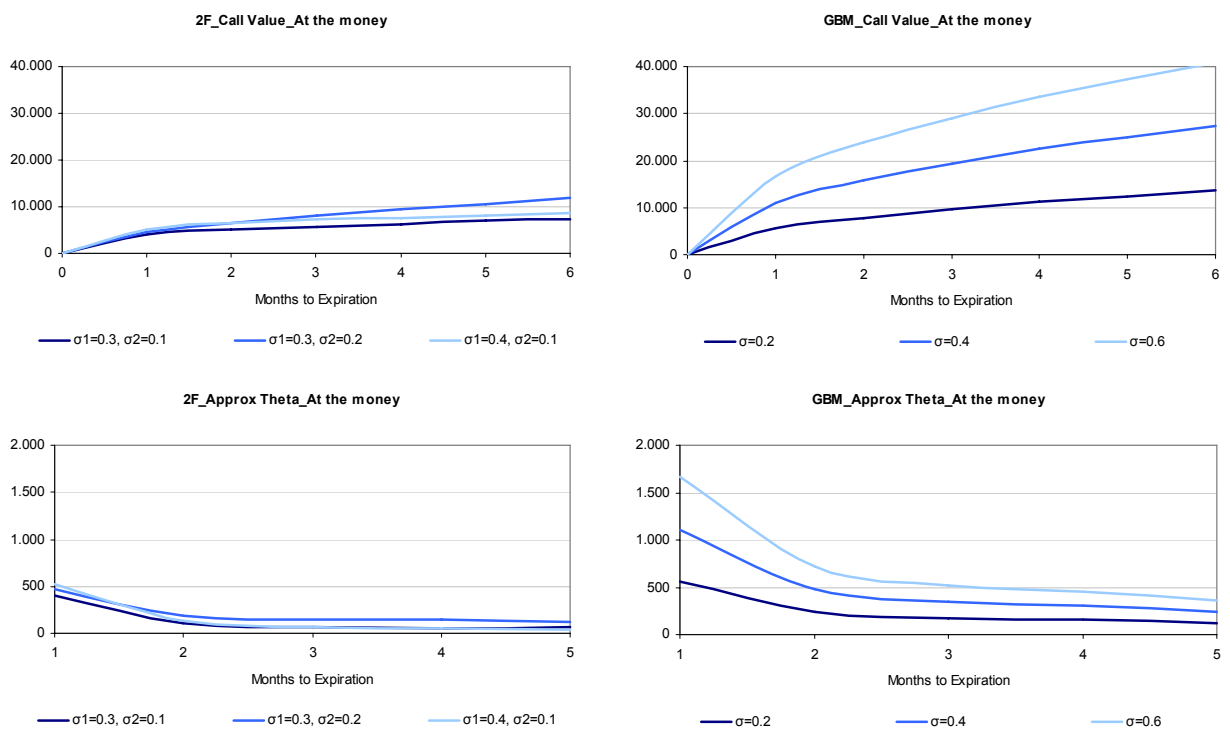 2F_Call Value_At the money
40.000
30.000
20.000
10.000
0
0 1 2 3 4 5 6
Months to Expiration
σ1=0.3, σ2=0.1 σ1=0.3, σ2=0.2 σ1=0.4, σ2=0.1
GBM_Call Value_At the money
40.000
30.000
20.000
10.000
0
0 1 2 3 4 5 6
Months to Expiration
σ=0.2 σ=0.4 σ=0.6
2F_Approx Theta_At the money
2.000
1.500
1.000
500
0
1 2 3 4 5
Months to Expiration
σ1=0.3, σ2=0.1 σ1=0.3, σ2=0.2 σ1=0.4, σ2=0.1
GBM_Approx Theta_At the money
2.000
1.500
1.000
500
0
1 2 3 4 5
Months to Expiration
σ=0.2 σ=0.4 σ=0.6